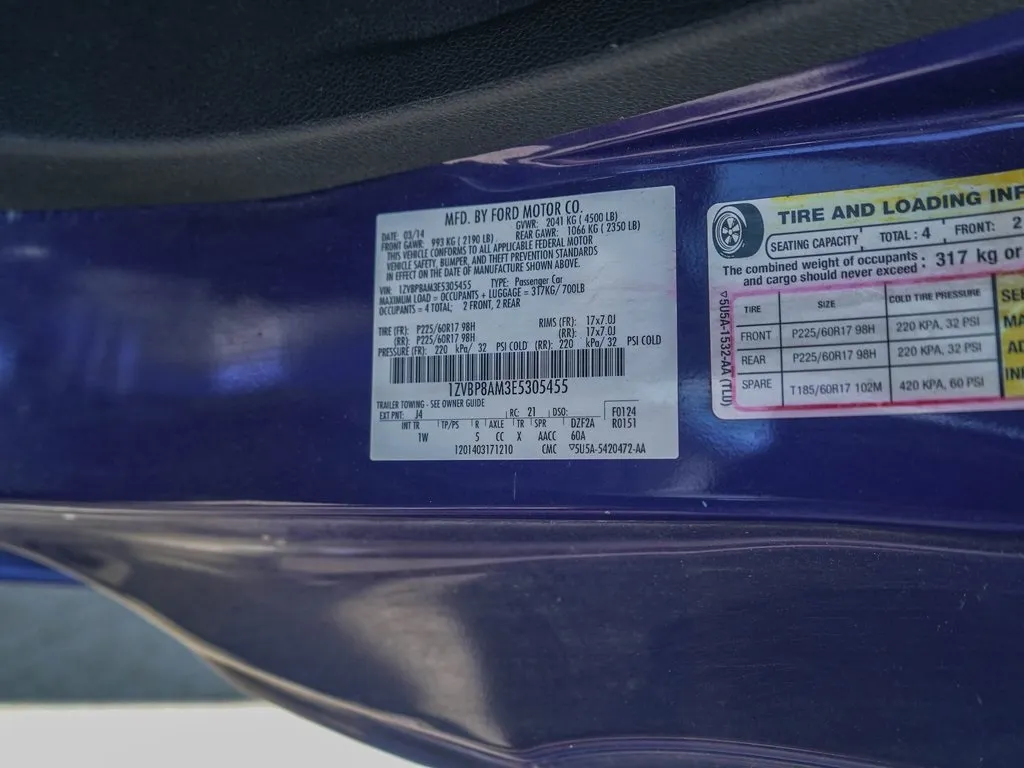 MFD. BY FORD MOTOR CO.
DATE: 03/14 GVWR: 2041 KG ( 4500 LB)
FRONT GAWR: 993 KG ( 2190 LB) REAR GAWR: 1066 KG ( 2350 LB)
THIS VEHICLE CONFORMS TO ALL APPLICABLE FEDERAL MOTOR
VEHICLE SAFETY, BUMPER, AND THEFT PREVENTION STANDARDS
IN EFFECT ON THE DATE OF MANUFACTURE SHOWN ABOVE.
VIN: 1ZVBP8AM3E5305455 TYPE: Passenger Car
MAXIMUM LOAD = OCCUPANTS + LUGGAGE = 317KG/ 700LB
OCCUPANTS = 4 TOTAL; 2 FRONT, 2 REAR
TIRE (FR): P225/60R17 98H RIMS (FR): 17x7.0J
(RR): P225/60R17 98H (RR): 17x7.0J
PRESSURE (FR): 220 kPa/ 32 PSI COLD (RR): 220 kPa/ 32 PSI COLD
1ZVBP8AM3E5305455
TRAILER TOWING - SEE OWNER GUIDE
EXT PNT: J4 RC: 21 DSO: F0124
INT TR TP/PS R AXLE TR SPR DZF2A R0151
1W 5 CC X AACC 60A
1201403171210 CMC ▽5U5A-5420472-AA
TIRE AND LOADING INF
SEATING CAPACITY TOTAL : 4 FRONT: 2
The combined weight of occupants : 317 kg or
and cargo should never exceed
▽5U5A-1532-AA (TLU)
TIRE SIZE COLD TIRE PRESSURE
FRONT P225/60R17 98H 220 KPA, 32 PSI
REAR P225/60R17 98H 220 KPA, 32 PSI
SPARE T185/60R17 102M 420 KPA, 60 PSI
SEE
MA
AD
INF